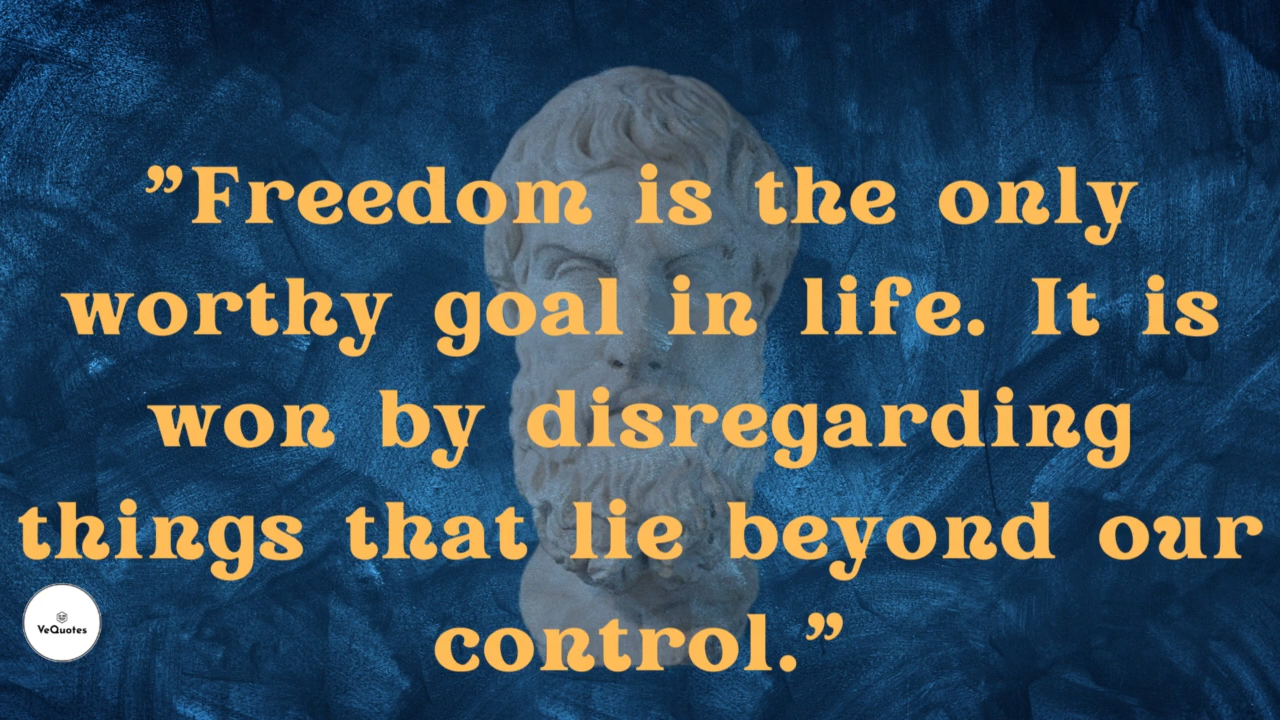 ”Freedom is the only
worthy goal in life. It is
won by disregarding
things that lie beyond our
control.”
VeQuotes